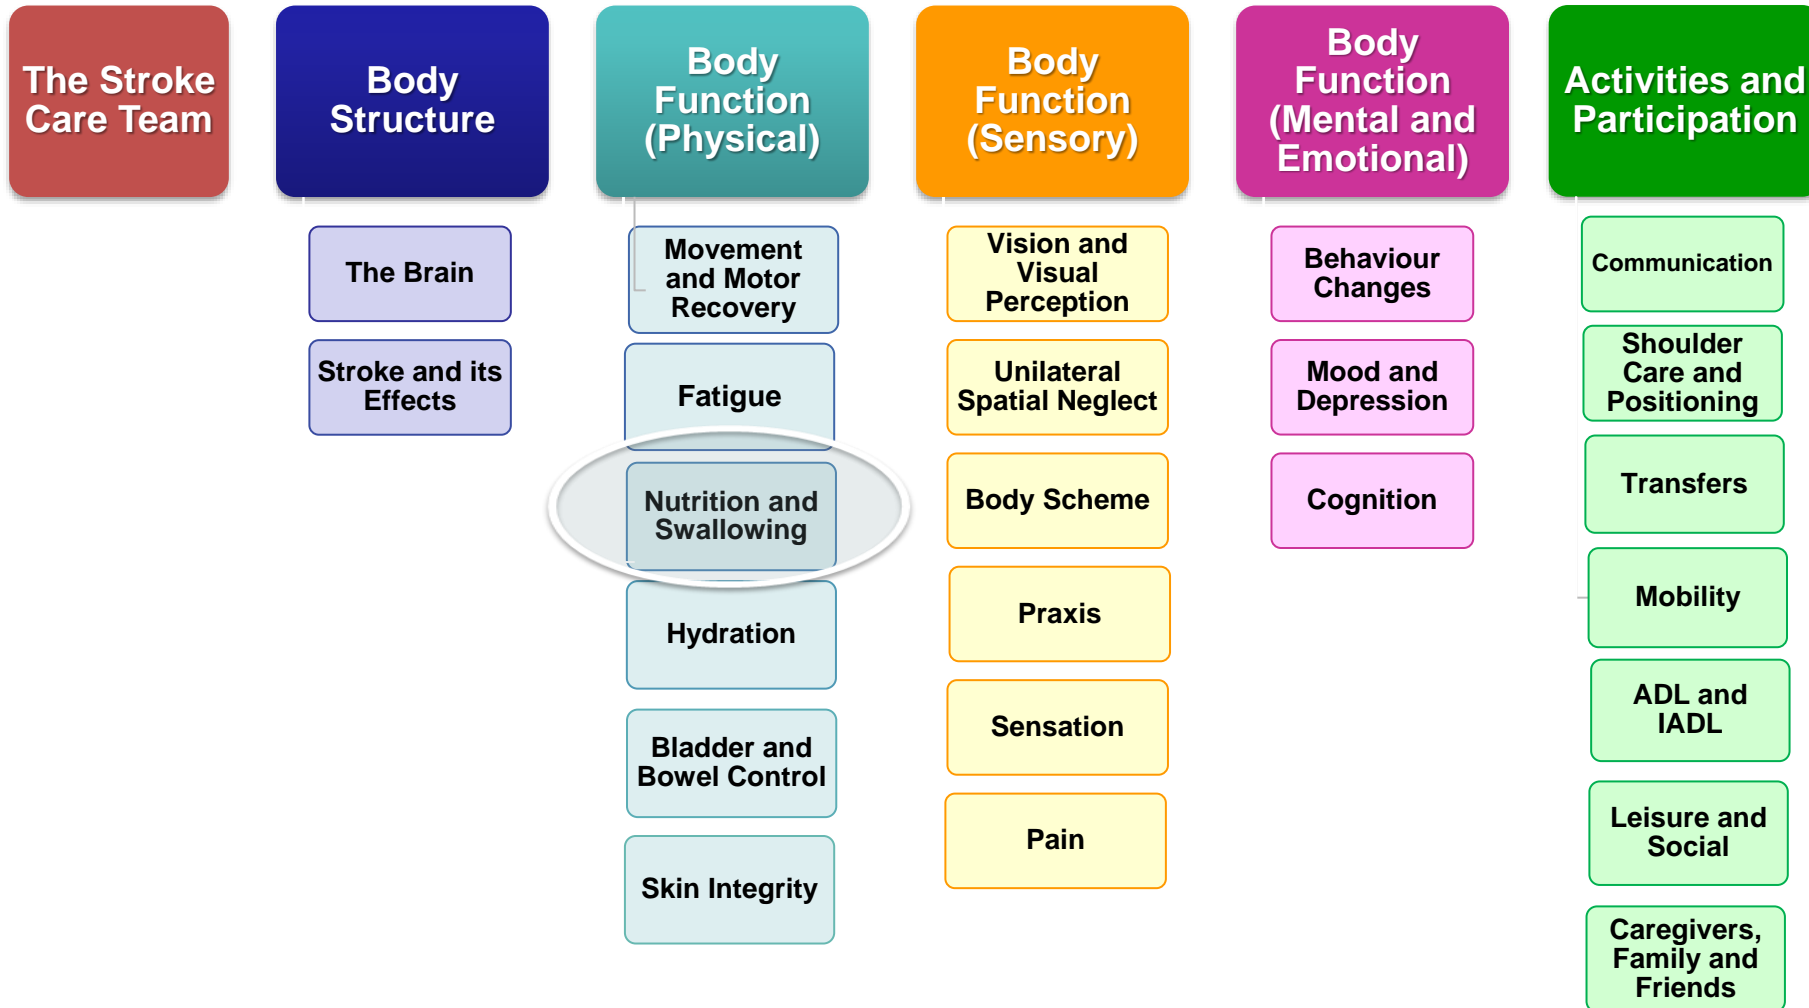 The Stroke
Care Team
Body
Structure
The Brain
Stroke and its
Effects
Body
Function
(Physical)
Movement
and Motor
Recovery
Fatigue
Nutrition and
Swallowing
Hydration
Bladder and
Bowel Control
Skin Integrity
Body
Function
(Sensory)
Vision and
Visual
Perception
Unilateral
Spatial Neglect
Body Scheme
Praxis
Sensation
Pain
Body
Function
(Mental and
Emotional)
Behaviour
Changes
Mood and
Depression
Cognition
Activities and
Participation
Communication
Shoulder
Care and
Positioning
Transfers
Mobility
ADL and
IADL
Leisure and
Social
Caregivers,
Family and
Friends